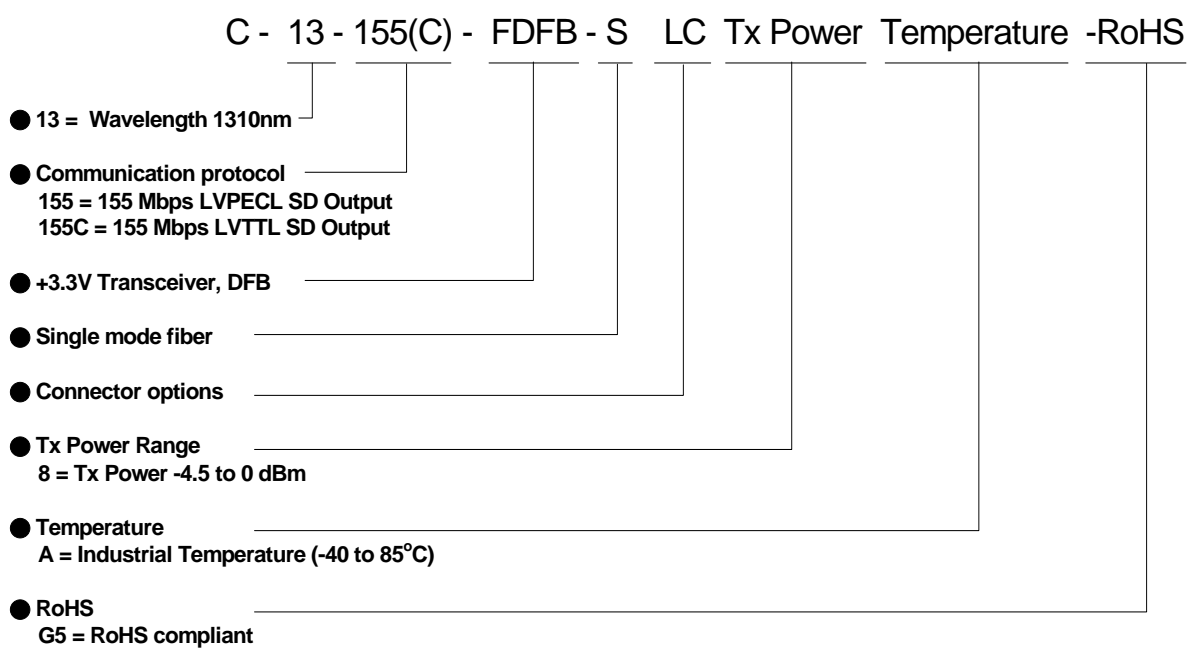 C - 13 - 155(C) - FDFB - S LC Tx Power Temperature -RoHS
● 13 = Wavelength 1310nm
● Communication protocol
155 = 155 Mbps LVPECL SD Output
155C = 155 Mbps LVTTL SD Output
● +3.3V Transceiver, DFB
● Single mode fiber
● Connector options
● Tx Power Range
8 = Tx Power -4.5 to 0 dBm
● Temperature
A = Industrial Temperature (-40 to 85°C)
● RoHS
G5 = RoHS compliant